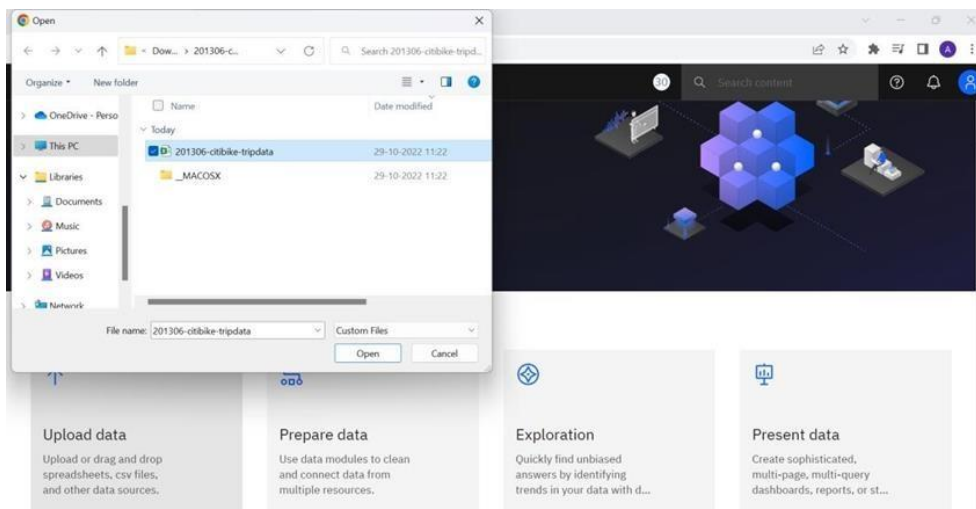 Open
« Dow... > 201306-c...
Search 201306-citibike-tripd...
Organize
New folder
Name
Date modified
OneDrive - Perso
This PC
Libraries
Documents
Music
Pictures
Videos
Network
Today
201306-citibike-tripdata
29-10-2022 11:22
__MACOSX
29-10-2022 11:22
File name: 201306-citibike-tripdata
Custom Files
Open
Cancel
A
30
Search content
Upload data
Upload or drag and drop
spreadsheets, csv files,
and other data sources.
Prepare data
Use data modules to clean
and connect data from
multiple resources.
Exploration
Quickly find unbiased
answers by identifying
trends in your data with d...
Present data
Create sophisticated,
multi-page, multi-query
dashboards, reports, or st...